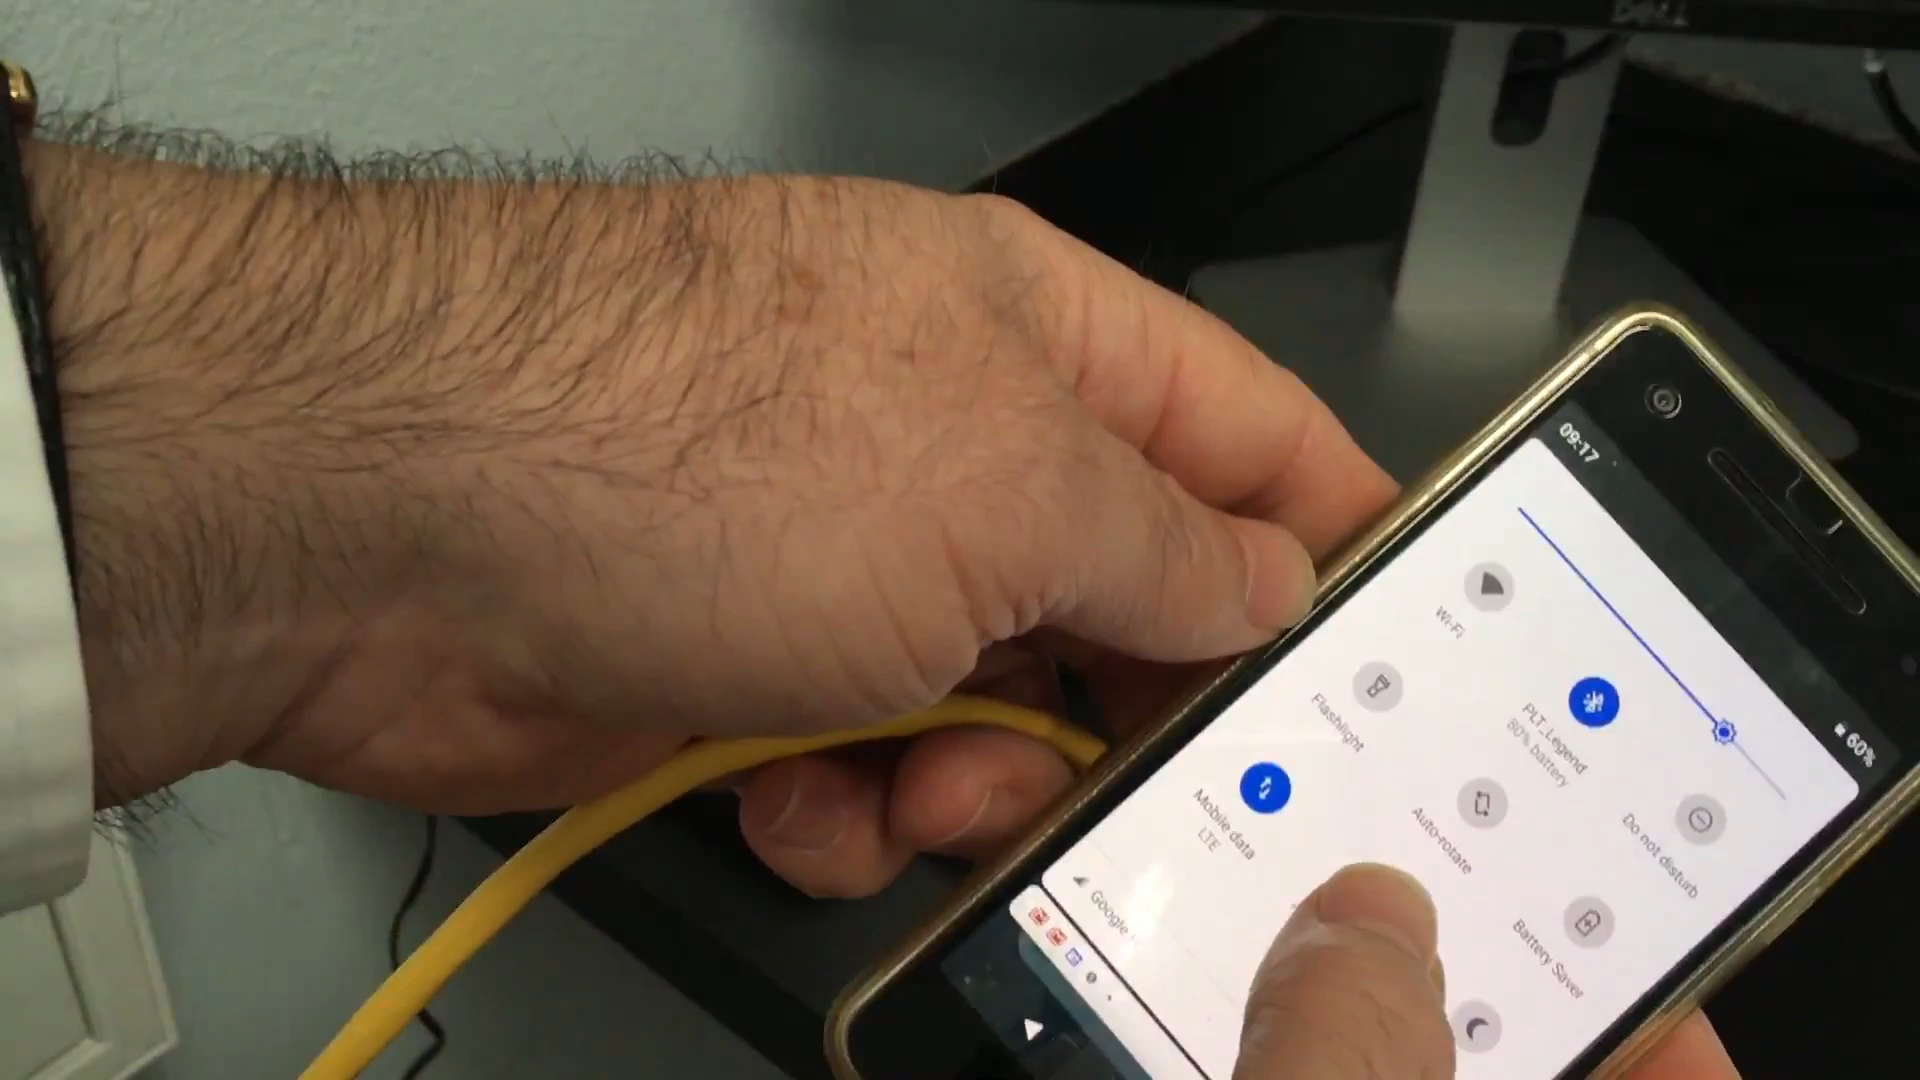 DELL
09:17
60%
Wi-Fi
PLT_Legend
80% battery
Do not disturb
Flashlight
Auto-rotate
Battery Saver
Mobile data
LTE
Google